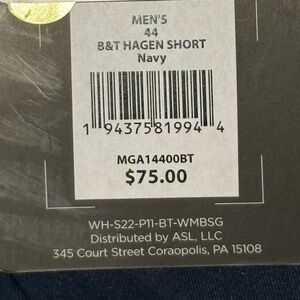 MEN'S
44
B&T HAGEN SHORT
Navy
1 94375 81994 4
MGA14400BT
$75.00
WH-S22-P11-BT-WMBSG
Distributed by ASL, LLC
345 Court Street Coraopolis, PA 15108